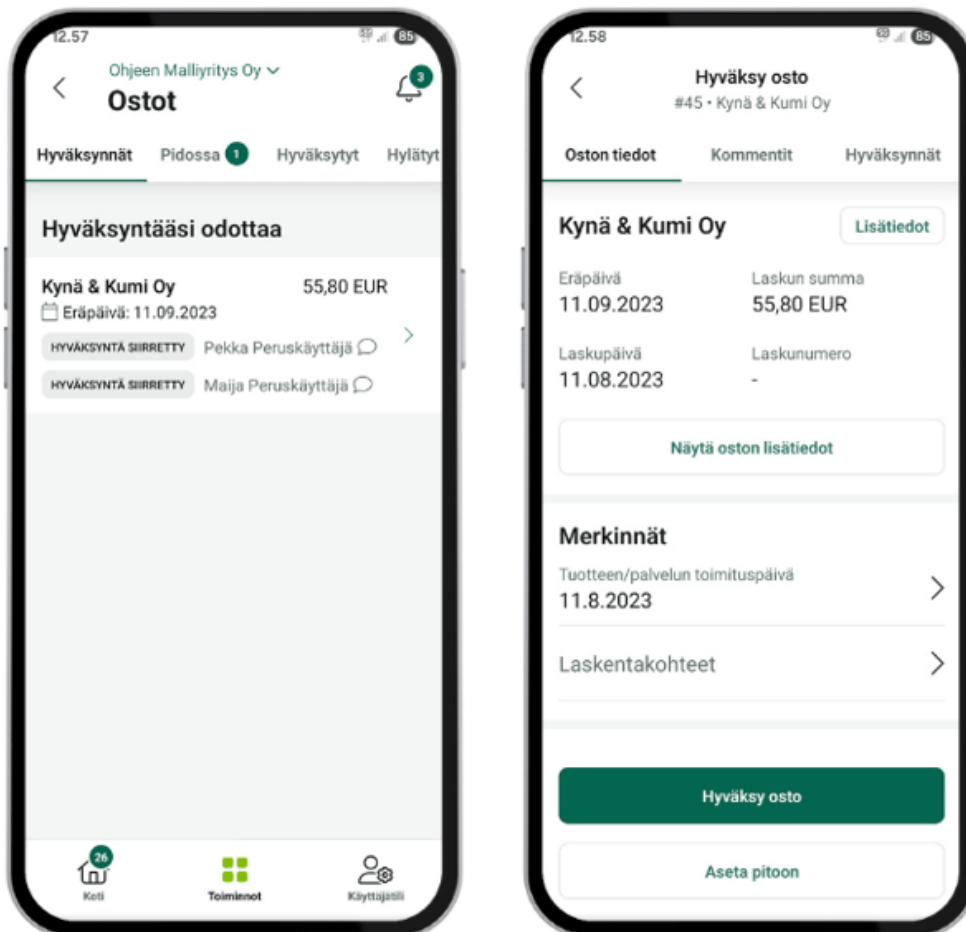 12.57
85
Ohjeen Malliyritys Oy
Ostot
3
Hyväksynnät Pidossa 1 Hyväksytyt Hylätyt
Hyväksyntääsi odottaa
Kynä & Kumi Oy 55,80 EUR
Eräpäivä: 11.09.2023
HYVÄKSYNTÄ SIIRRETTY Pekka Peruskäyttäjä
HYVÄKSYNTÄ SIIRRETTY Maija Peruskäyttäjä
26
Koti Toiminnot Käyttäjätili
12.58
85
Hyväksy osto
#45 • Kynä & Kumi Oy
Oston tiedot Kommentit Hyväksynnät
Kynä & Kumi Oy Lisätiedot
Eräpäivä Laskun summa
11.09.2023 55,80 EUR
Laskupäivä Laskunumero
11.08.2023 -
Näytä oston lisätiedot
Merkinnät
Tuotteen/palvelun toimituspäivä
11.8.2023
Laskentakohteet
Hyväksy osto
Aseta pitoon